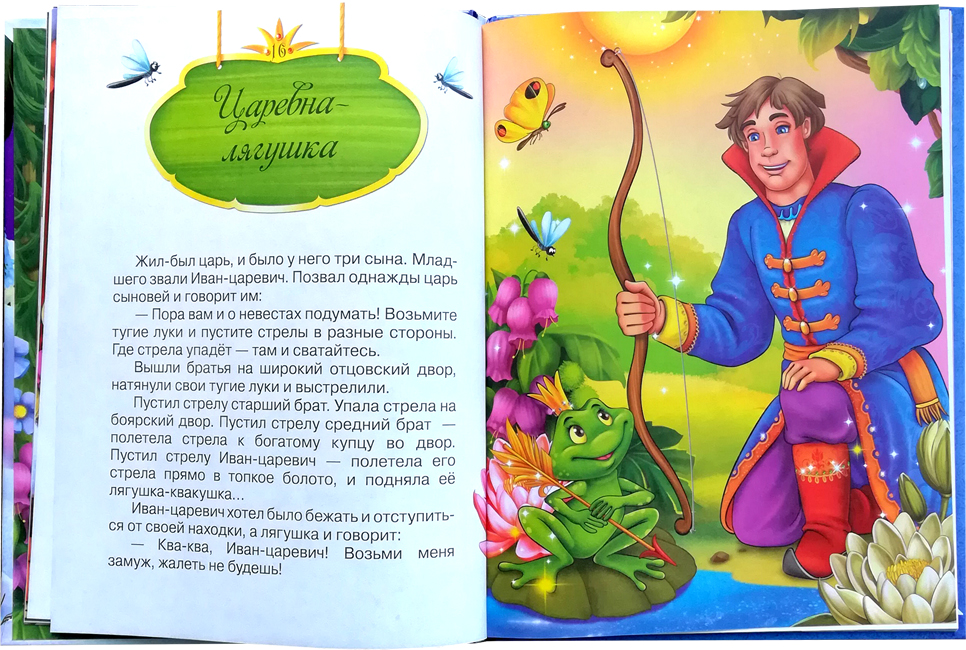 16
Царевна-
лягушка
Жил-был царь, и было у него три сына. Млад-
шего звали Иван-царевич. Позвал однажды царь
сыновей и говорит им:
— Пора вам и о невестах подумать! Возьмите
тугие луки и пустите стрелы в разные стороны.
Где стрела упадёт — там и сватайтесь.
Вышли братья на широкий отцовский двор,
натянули свои тугие луки и выстрелили.
Пустил стрелу старший брат. Упала стрела на
боярский двор. Пустил стрелу средний брат —
полетела стрела к богатому купцу во двор.
Пустил стрелу Иван-царевич — полетела его
стрела прямо в топкое болото, и подняла её
лягушка-квакушка...
Иван-царевич хотел было бежать и отступить-
ся от своей находки, а лягушка и говорит:
— Ква-ква, Иван-царевич! Возьми меня
замуж, жалеть не будешь!